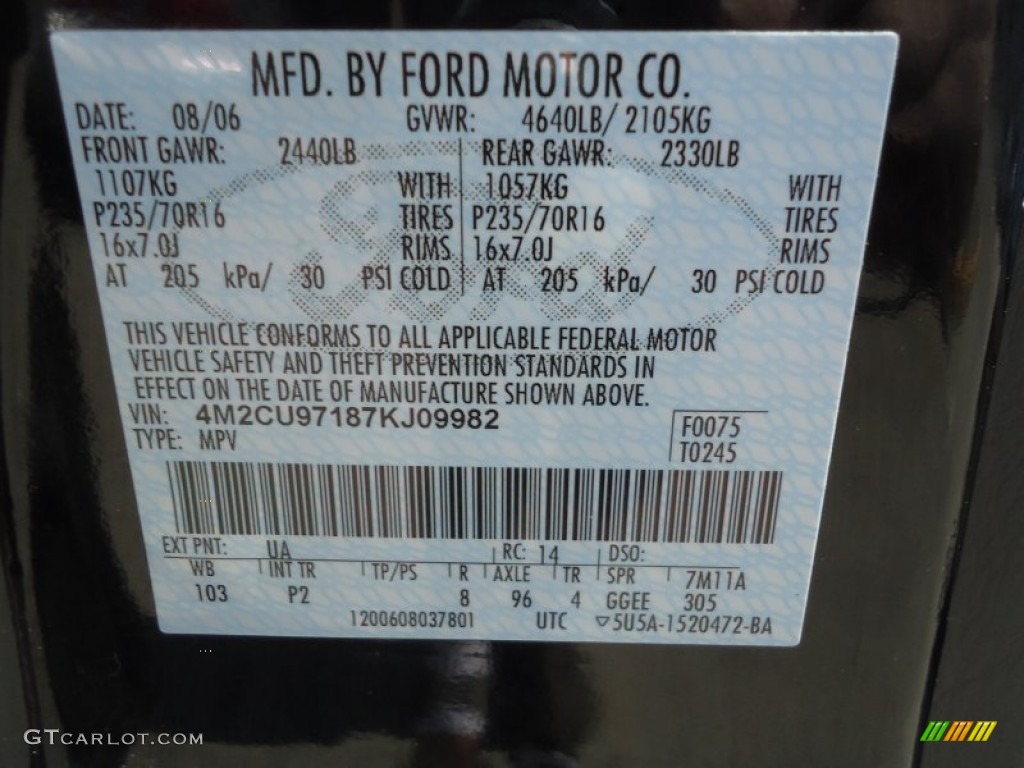 MFD. BY FORD MOTOR CO.
DATE: 08/06 GVWR: 4640LB/ 2105KG
FRONT GAWR: 2440LB REAR GAWR: 2330LB
1107KG WITH 1057KG WITH
P235/70R16 TIRES P235/70R16 TIRES
16x7.0J RIMS 16x7.0J RIMS
AT 205 kPa/ 30 PSI COLD AT 205 kPa/ 30 PSI COLD
Ford
THIS VEHICLE CONFORMS TO ALL APPLICABLE FEDERAL MOTOR
VEHICLE SAFETY AND THEFT PREVENTION STANDARDS IN
EFFECT ON THE DATE OF MANUFACTURE SHOWN ABOVE.
VIN: 4M2CU97187KJ09982
F0075
TYPE: MPV
T0245
EXT PNT: UA RC: 14 DSO:
WB INT TR TP/PS R AXLE TR SPR 7M11A
103 P2 8 96 4 GGEE 305
1200608037801 UTC ▽5U5A-1520472-BA
GTCARLOT.COM